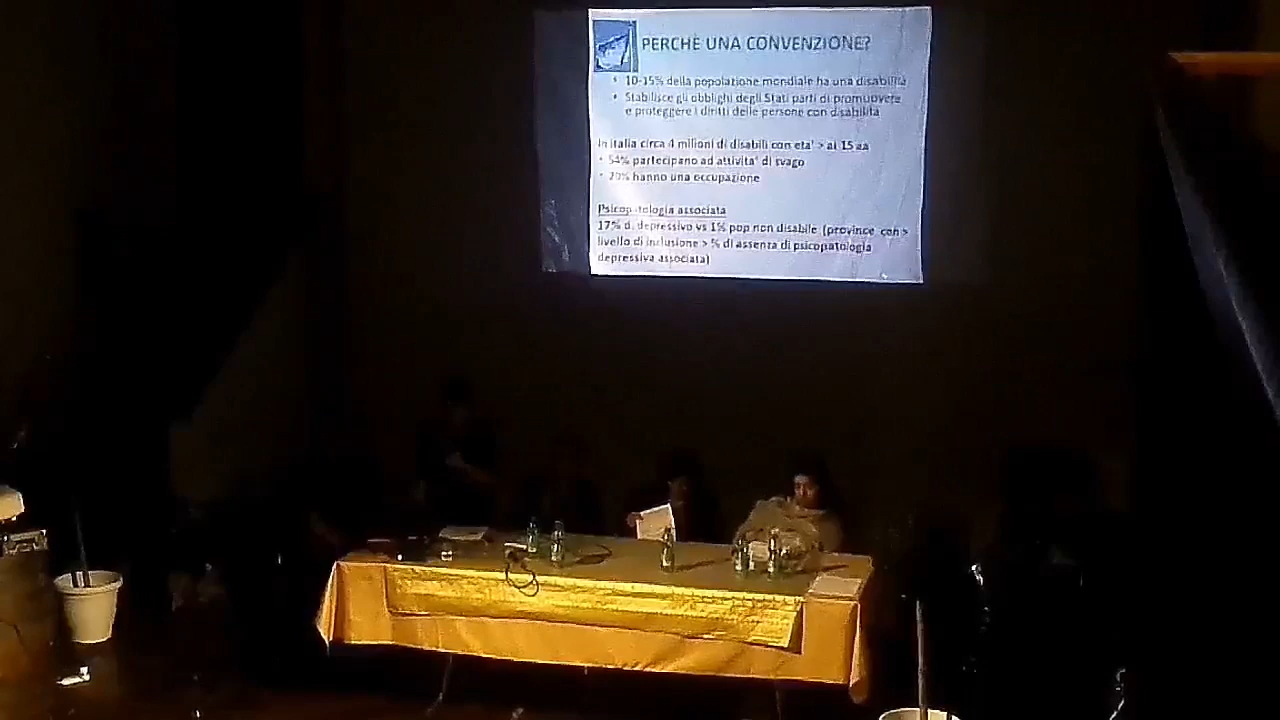 PERCHÈ UNA CONVENZIONE?
• 10-15% della popolazione mondiale ha una disabilità
• Stabilisce gli obblighi degli Stati parti di promuovere
e proteggere i diritti delle persone con disabilità
In Italia circa 4 milioni di disabili con eta' > ai 15 aa
• 54% partecipano ad attivita' di svago
• 20% hanno una occupazione
Psicopatologia associata
17% d. depressivo vs 1% pop non disabile (province con >
livello di inclusione > % di assenza di psicopatologia
depressiva associata)